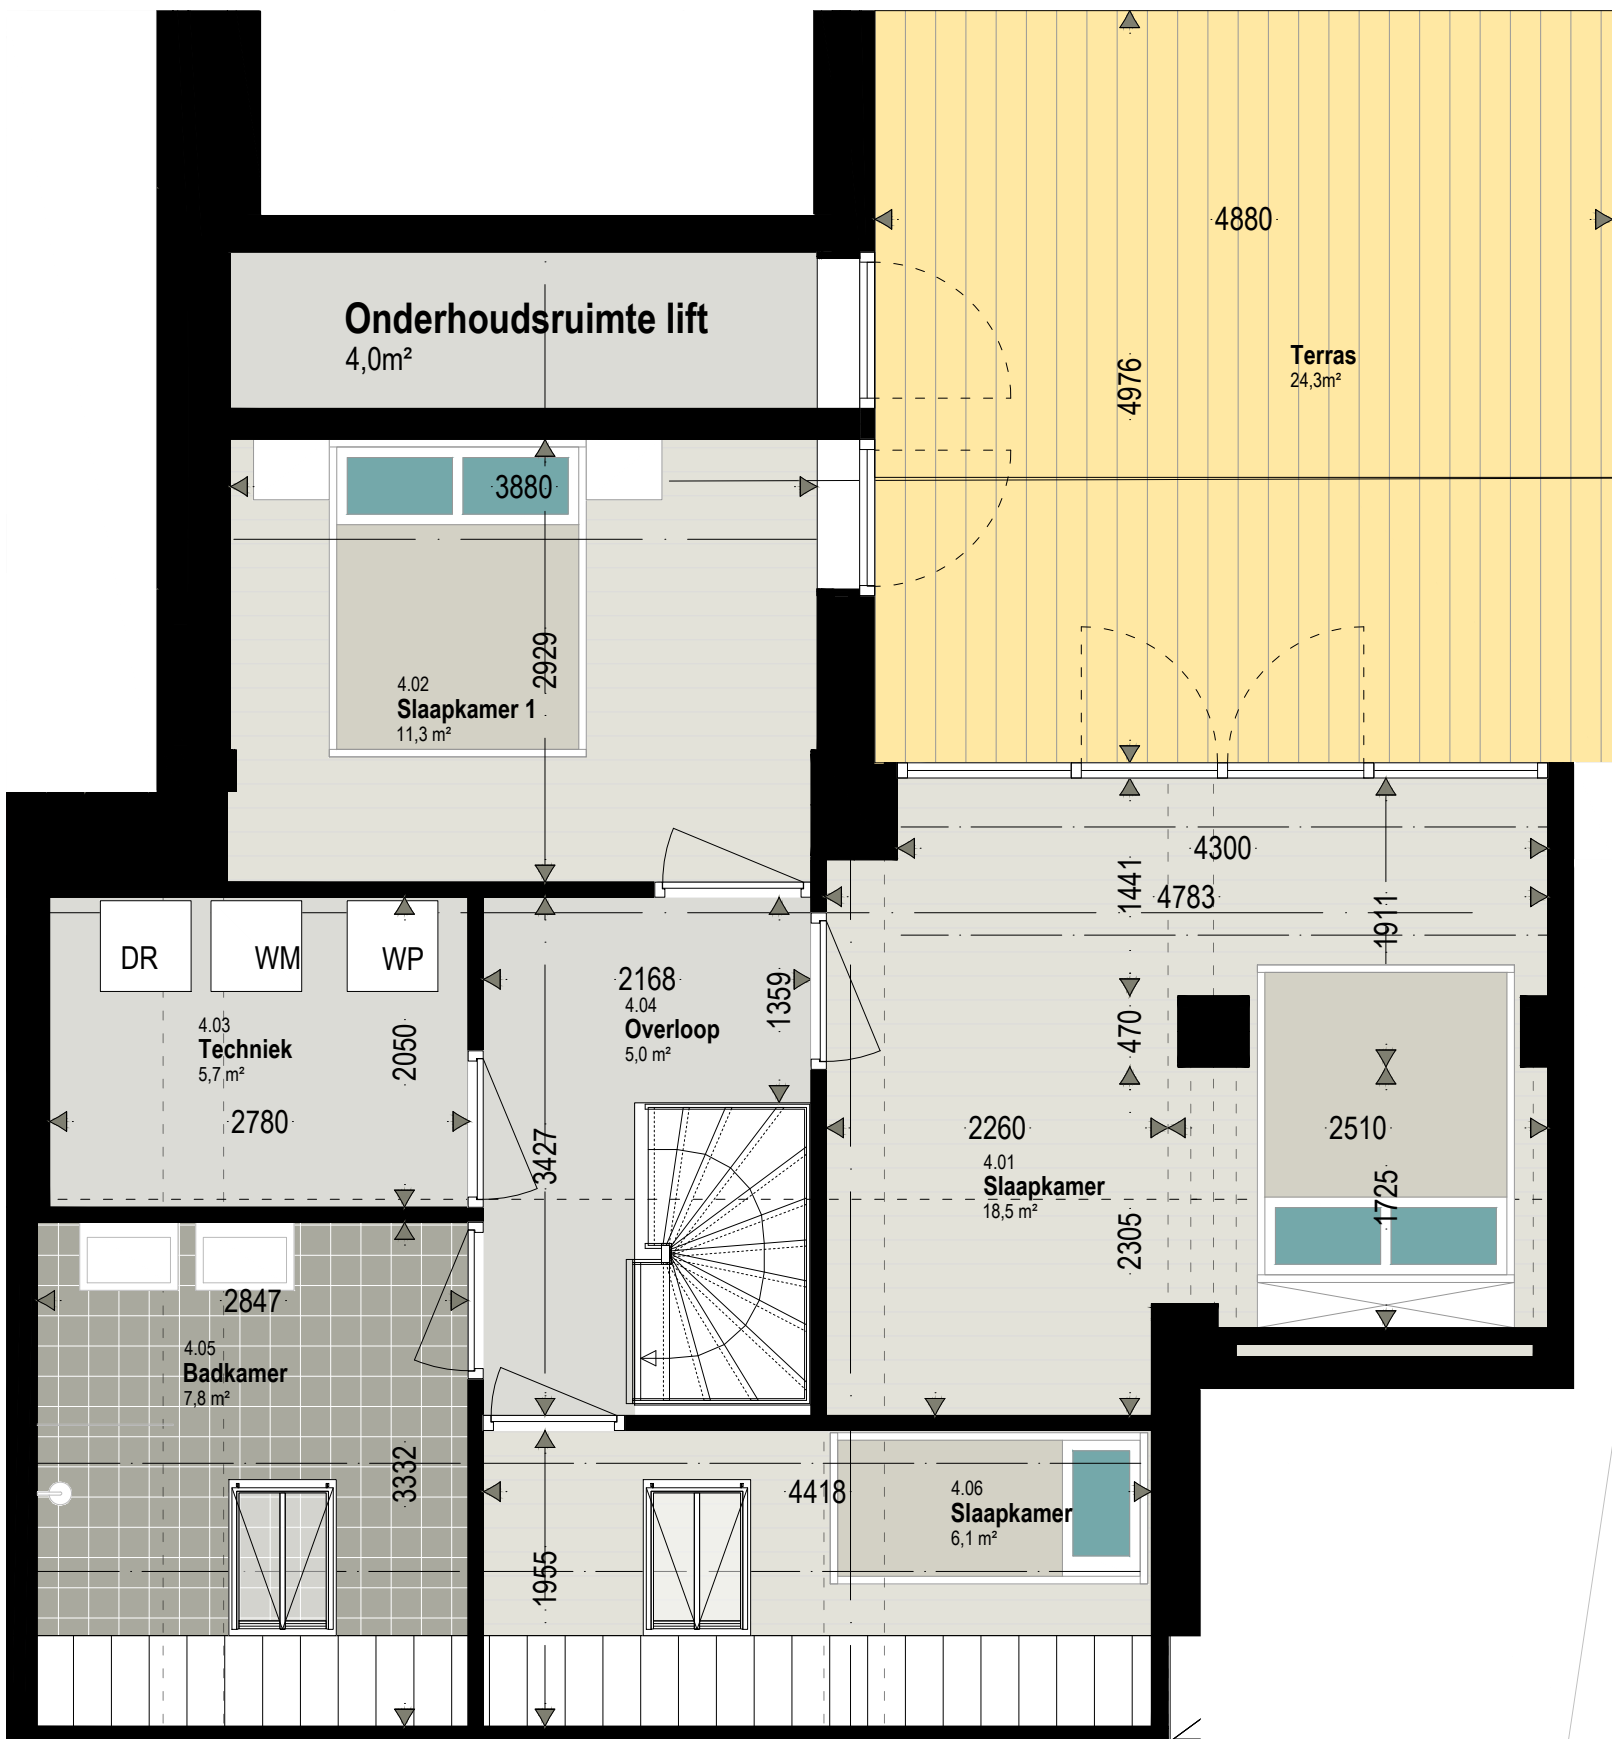 4880
Onderhoudsruimte lift
4,0m²
Terras
24,3m²
4976
3880
2929
4.02
Slaapkamer 1
11,3 m²
4300
1441
4783
1911
DR
WM
WP
2168
4.04
Overloop
5,0 m²
1359
4.03
Techniek
5,7 m²
2050
470
2780
3427
2260
2510
4.01
Slaapkamer
18,5 m²
1725
2305
2847
4.05
Badkamer
7,8 m²
3332
4418
4.06
Slaapkamer
6,1 m²
1955